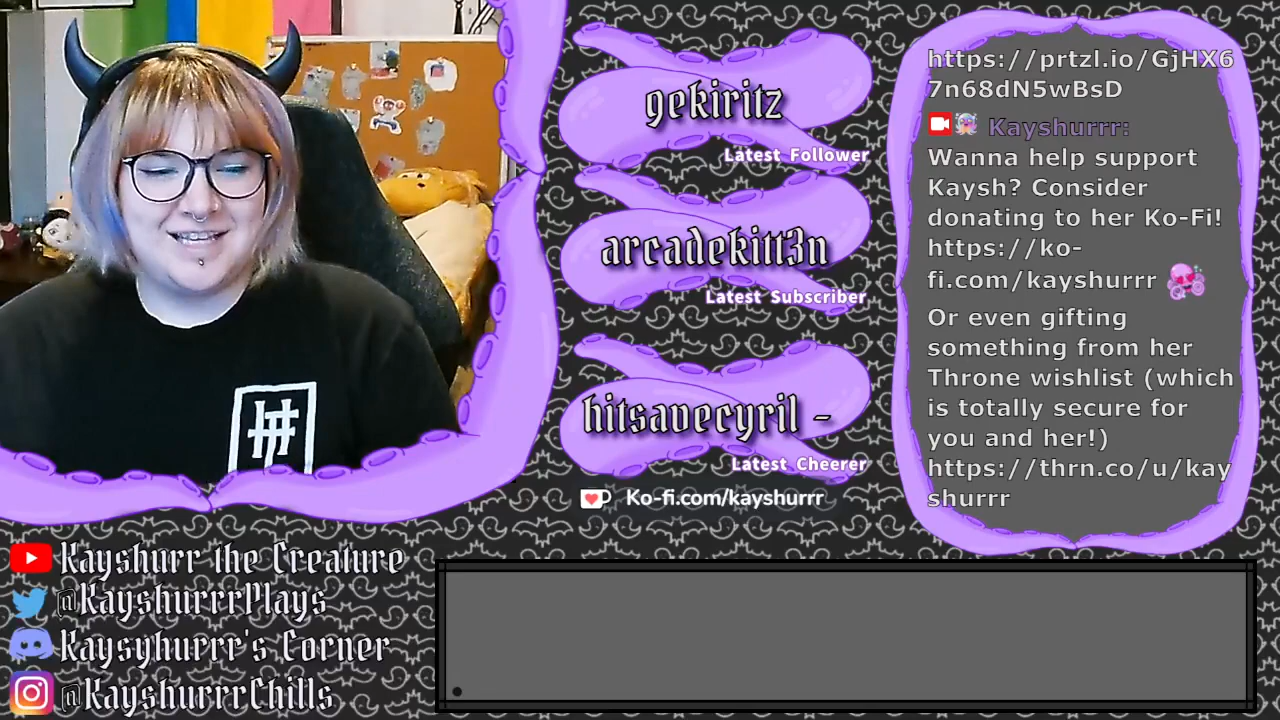 gekiritz
Latest Follower
arcadekitt3n
Latest Subscriber
hitsavecyril -
Latest Cheerer
Ko-fi.com/kayshurrr
https://prtzl.io/GjHX6
7n68dN5wBsD
Kayshurrr:
Wanna help support
Kaysh? Consider
donating to her Ko-Fi!
https://ko-
fi.com/kayshurrr
Or even gifting
something from her
Throne wishlist (which
is totally secure for
you and her!)
https://thrn.co/u/kay
shurrr
Kayshurr the Creature
@KayshurrrPlays
Kaysyhurrr's Corner
@KayshurrrChills